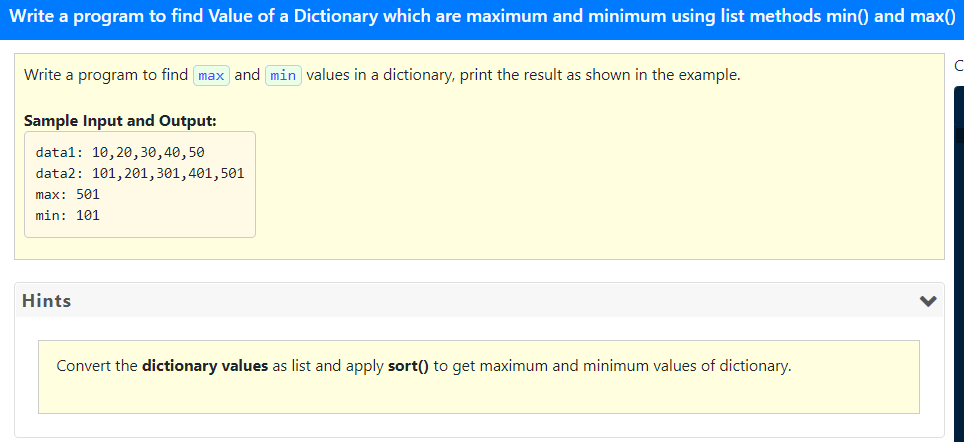 Write a program to find Value of a Dictionary which are maximum and minimum using list methods min() and max()
Write a program to find max and min values in a dictionary, print the result as shown in the example.
Sample Input and Output:
data1: 10,20,30,40,50
data2: 101,201,301,401,501
max: 501
min: 101
Hints
Convert the dictionary values as list and apply sort() to get maximum and minimum values of dictionary.